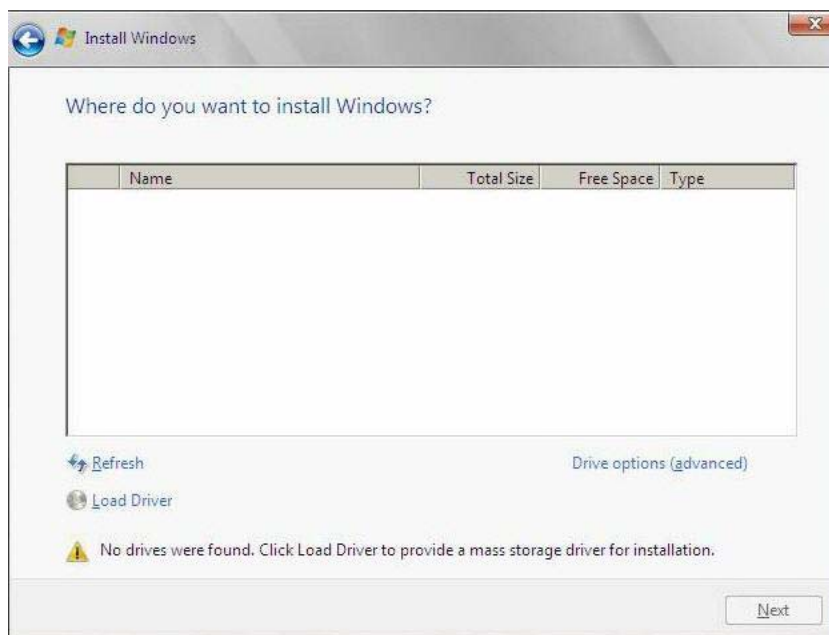 Install Windows
Where do you want to install Windows?
Name Total Size Free Space Type
Refresh Drive options (advanced)
Load Driver
No drives were found. Click Load Driver to provide a mass storage driver for installation.
Next